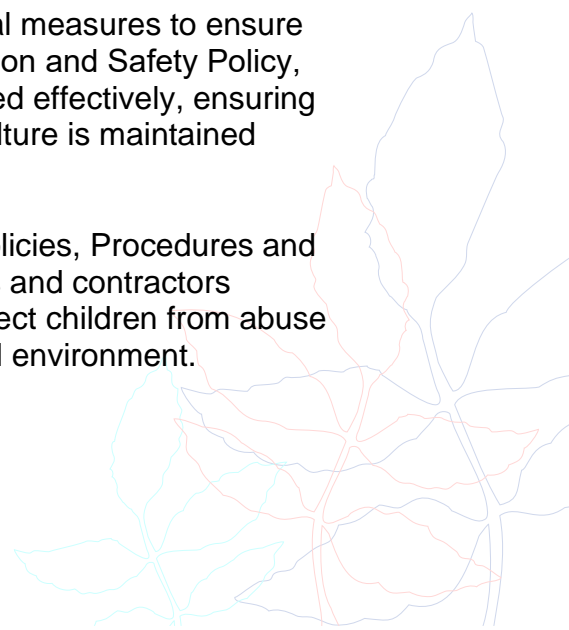 al measures to ensure
on and Safety Policy,
ed effectively, ensuring
lture is maintained
olicies, Procedures and
s and contractors
ect children from abuse
l environment.